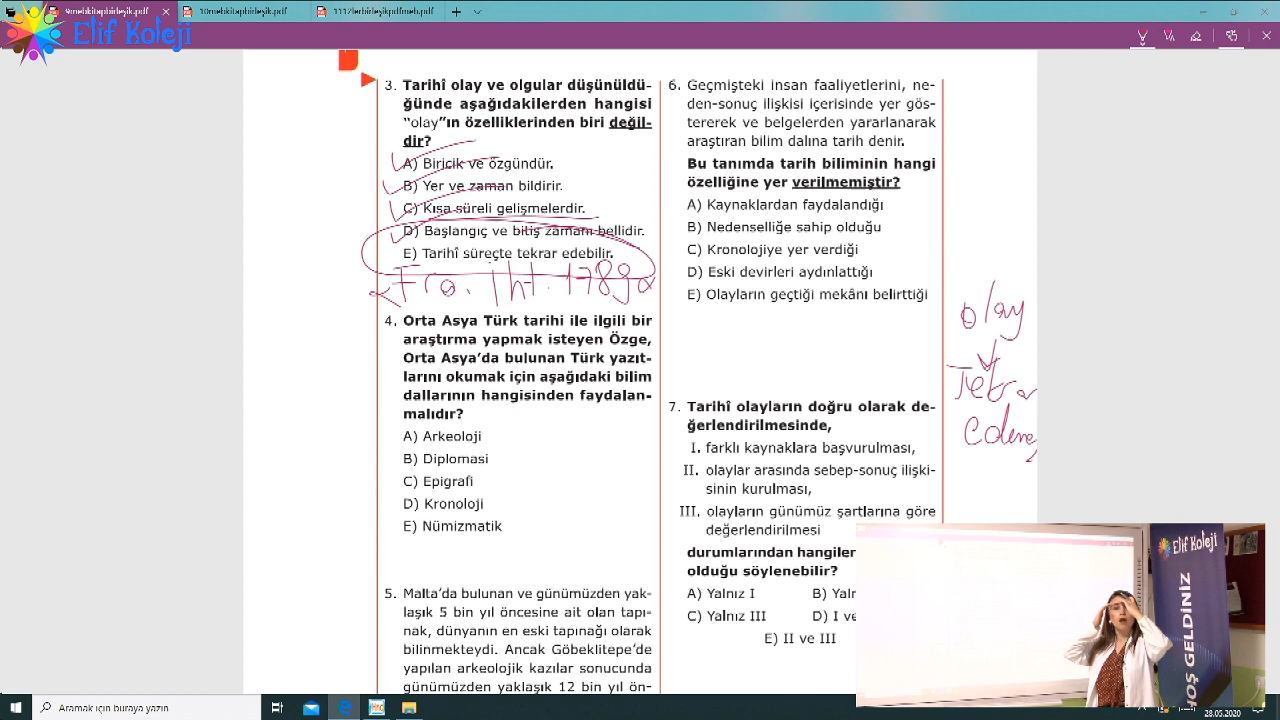 9mebkitapbirleşik.pdf
10mebkitapbirleşik.pdf
1112lerbirleşikpdfmeb.pdf
Elif Koleji
3. Tarihî olay ve olgular düşünüldü-
ğünde aşağıdakilerden hangisi
“olay”ın özelliklerinden biri değil-
dir?
A) Biricik ve özgündür.
B) Yer ve zaman bildirir.
C) Kısa süreli gelişmelerdir.
D) Başlangıç ve bitiş zamanı bellidir.
E) Tarihî süreçte tekrar edebilir.
Fra. İht. 1789
4. Orta Asya Türk tarihi ile ilgili bir
araştırma yapmak isteyen Özge,
Orta Asya’da bulunan Türk yazıt-
larını okumak için aşağıdaki bilim
dallarının hangisinden faydalan-
malıdır?
A) Arkeoloji
B) Diplomasi
C) Epigrafi
D) Kronoloji
E) Nümizmatik
5. Malta’da bulunan ve günümüzden yak-
laşık 5 bin yıl öncesine ait olan tapı-
nak, dünyanın en eski tapınağı olarak
bilinmekteydi. Ancak Göbeklitepe’de
yapılan arkeolojik kazılar sonucunda
günümüzden yaklaşık 12 bin yıl ön-
6. Geçmişteki insan faaliyetlerini, ne-
den-sonuç ilişkisi içerisinde yer gös-
tererek ve belgelerden yararlanarak
araştıran bilim dalına tarih denir.
Bu tanımda tarih biliminin hangi
özelliğine yer verilmemiştir?
A) Kaynaklardan faydalandığı
B) Nedenselliğe sahip olduğu
C) Kronolojiye yer verdiği
D) Eski devirleri aydınlattığı
E) Olayların geçtiği mekânı belirttiği
7. Tarihî olayların doğru olarak de-
ğerlendirilmesinde,
I. farklı kaynaklara başvurulması,
II. olaylar arasında sebep-sonuç ilişki-
sinin kurulması,
III. olayların günümüz şartlarına göre
değerlendirilmesi
durumlarından hangiler
olduğu söylenebilir?
A) Yalnız I B) Yaln
C) Yalnız III D) I ve
E) II ve III
olay
Tekrar
edemez
Elif Koleji
HOŞ GELDİNİZ
Aramak için buraya yazın
28.05.2020